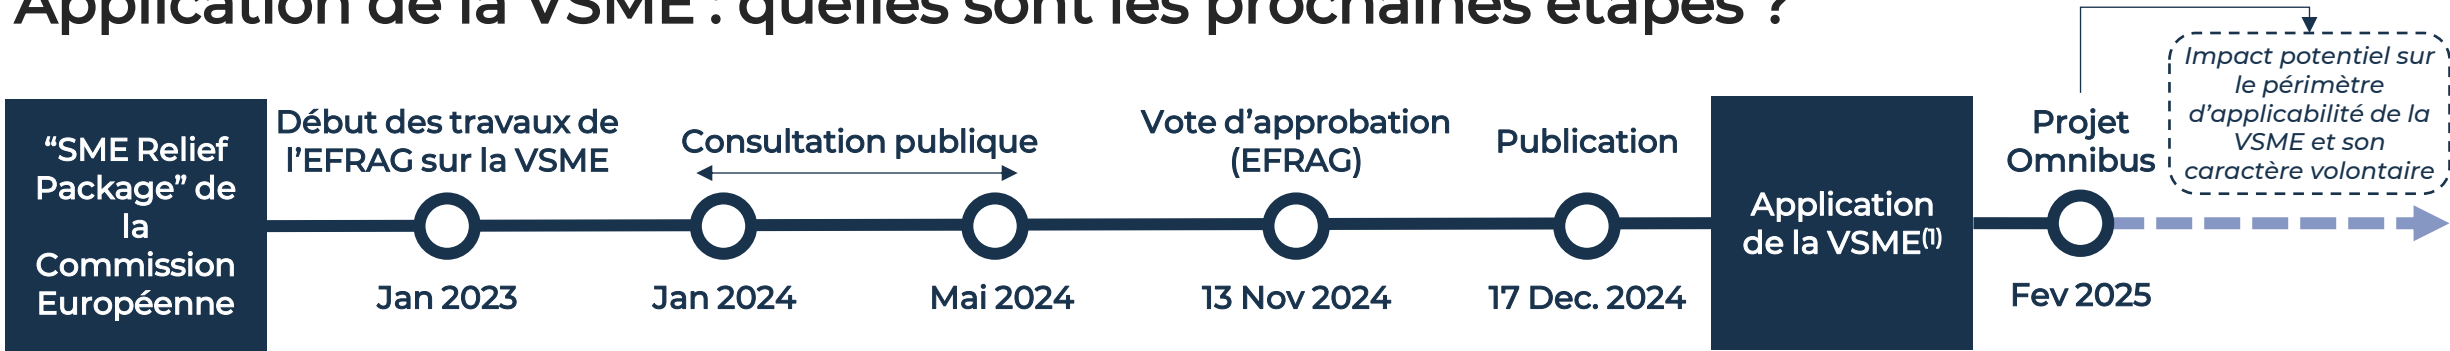 Application de la VSME : quelles sont les prochaines étapes ?
“SME Relief
Package” de
la
Commission
Européenne
Début des travaux de
l’EFRAG sur la VSME
Jan 2023
Consultation publique
Jan 2024
Mai 2024
Vote d’approbation
(EFRAG)
13 Nov 2024
Publication
17 Dec. 2024
Application
de la VSME(1)
Projet
Omnibus
Fev 2025
Impact potentiel sur
le périmètre
d’applicabilité de la
VSME et son
caractère volontaire